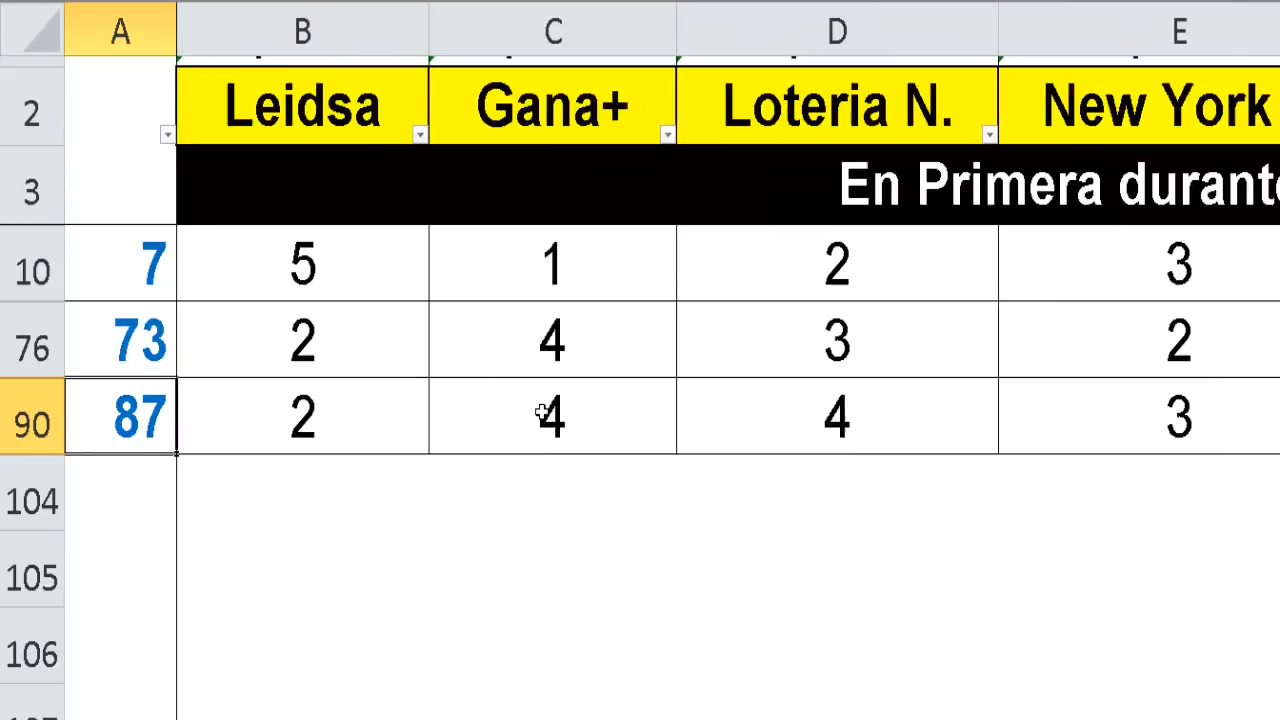 A B C D E
2 Leidsa Gana+ Loteria N. New York
3 En Primera durante
10 7 5 1 2 3
76 73 2 4 3 2
90 87 2 4 4 3
104
105
106